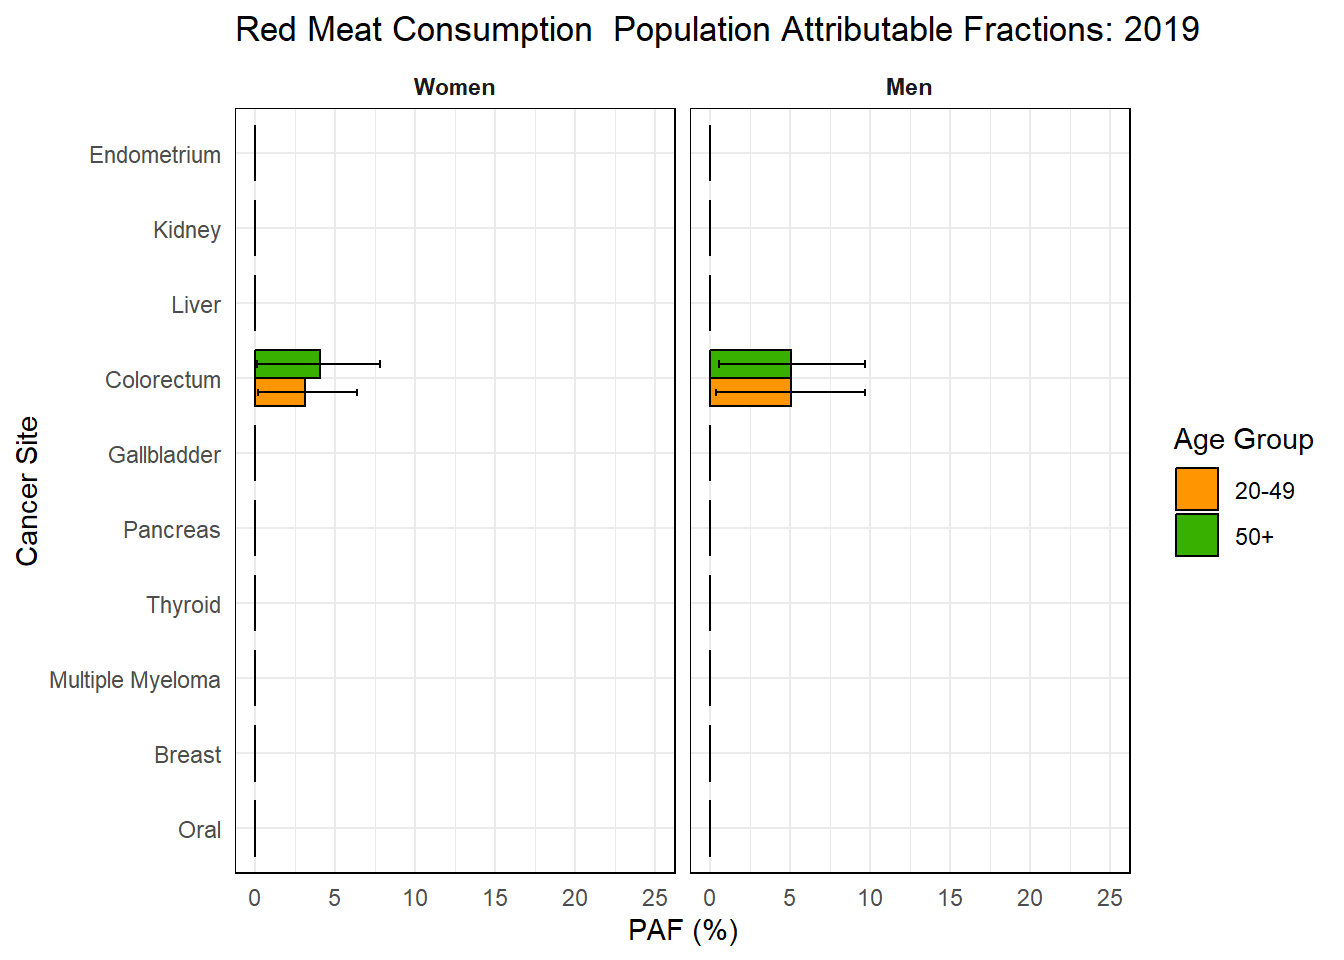 Red Meat Consumption  Population Attributable Fractions: 2019
Women
Men
Cancer Site
Endometrium
Kidney
Liver
Colorectum
Gallbladder
Pancreas
Thyroid
Multiple Myeloma
Breast
Oral
0 5 10 15 20 25
0 5 10 15 20 25
PAF (%)
Age Group
20-49
50+